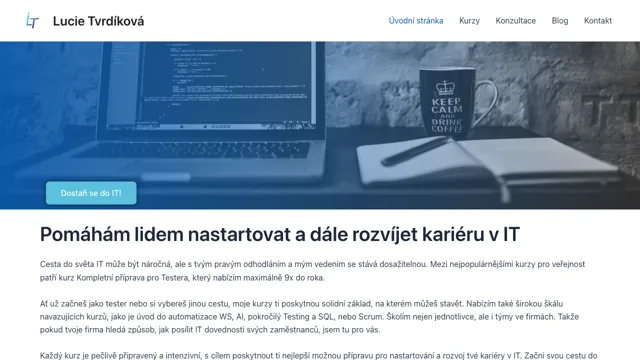 LT Lucie Tvrdíková
Úvodní stránka Kurzy Konzultace Blog Kontakt
KEEP
CALM
AND
DRINK
COFFEE
Dostaň se do IT!
Pomáhám lidem nastartovat a dále rozvíjet kariéru v IT
Cesta do světa IT může být náročná, ale s tvým pravým odhodláním a mým vedením se stává dosažitelnou. Mezi nejpopulárnějšími kurzy pro veřejnost
patří kurz Kompletní příprava pro Testera, který nabízím maximálně 9x do roka.
Ať už začneš jako tester nebo si vybereš jinou cestu, moje kurzy ti poskytnou solidní základ, na kterém můžeš stavět. Nabízím také širokou škálu
navazujících kurzů, jako je úvod do automatizace WS, AI, pokročilý Testing a SQL, nebo Scrum. Školím nejen jednotlivce, ale i týmy ve firmách. Takže
pokud tvoje firma hledá způsob, jak posílit IT dovednosti svých zaměstnanců, jsem tu pro vás.
Každý kurz je pečlivě připravený a intenzivní, s cílem poskytnout ti nejlepší možnou přípravu pro nastartování a rozvoj tvé kariéry v IT. Začni svou cestu do